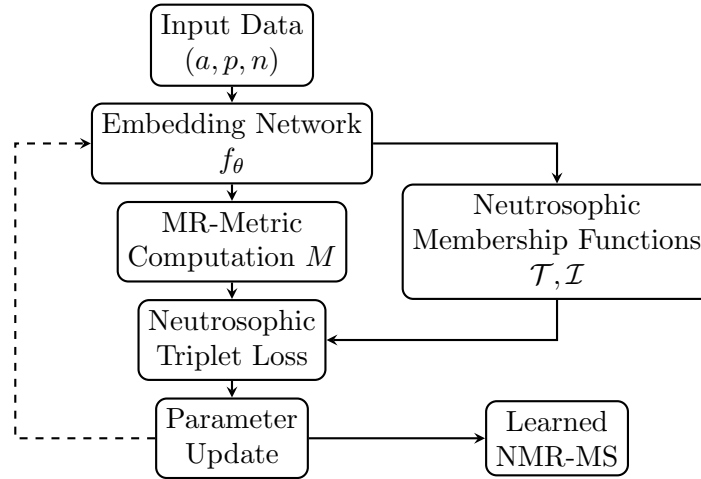 Input Data
(a, p, n)
Embedding Network
f_θ
MR-Metric
Computation M
Neutrosophic
Membership Functions
𝒯, ℐ
Neutrosophic
Triplet Loss
Parameter
Update
Learned
NMR-MS